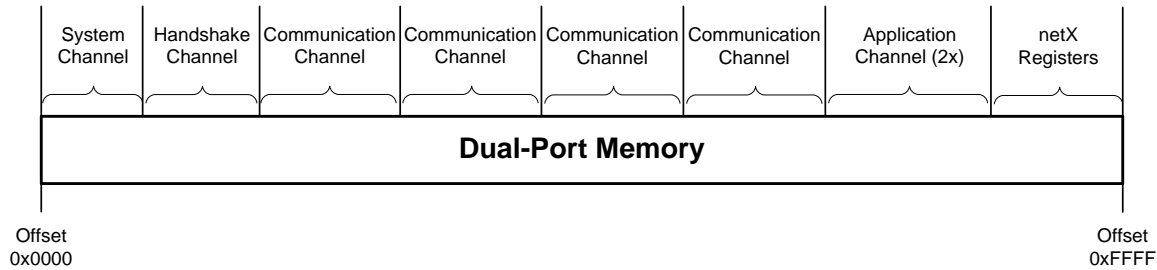 System
Channel
Handshake
Channel
Communication
Channel
Communication
Channel
Communication
Channel
Communication
Channel
Application
Channel (2x)
netX
Registers
Dual-Port Memory
Offset
0x0000
Offset
0xFFFF